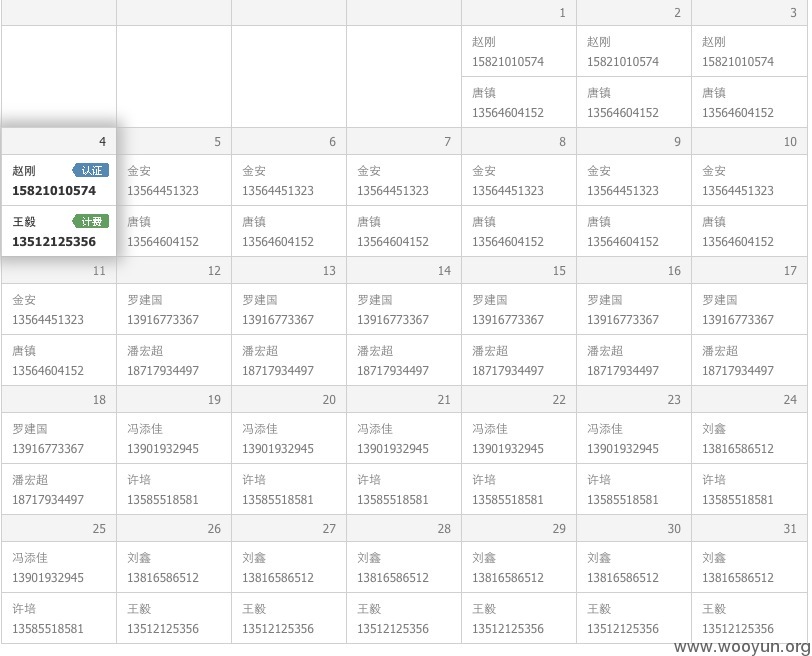 1 2 3
赵刚 赵刚 赵刚
15821010574 15821010574 15821010574
唐镇 唐镇 唐镇
13564604152 13564604152 13564604152
4 5 6 7 8 9 10
赵刚 认证 金安 金安 金安 金安 金安 金安
15821010574 13564451323 13564451323 13564451323 13564451323 13564451323 13564451323
王毅 计费 唐镇 唐镇 唐镇 唐镇 唐镇 唐镇
13512125356 13564604152 13564604152 13564604152 13564604152 13564604152 13564604152
11 12 13 14 15 16 17
金安 罗建国 罗建国 罗建国 罗建国 罗建国 罗建国
13564451323 13916773367 13916773367 13916773367 13916773367 13916773367 13916773367
唐镇 潘宏超 潘宏超 潘宏超 潘宏超 潘宏超 潘宏超
13564604152 18717934497 18717934497 18717934497 18717934497 18717934497 18717934497
18 19 20 21 22 23 24
罗建国 冯添佳 冯添佳 冯添佳 冯添佳 冯添佳 刘鑫
13916773367 13901932945 13901932945 13901932945 13901932945 13901932945 13816586512
潘宏超 许培 许培 许培 许培 许培 许培
18717934497 13585518581 13585518581 13585518581 13585518581 13585518581 13585518581
25 26 27 28 29 30 31
冯添佳 刘鑫 刘鑫 刘鑫 刘鑫 刘鑫 刘鑫
13901932945 13816586512 13816586512 13816586512 13816586512 13816586512 13816586512
许培 王毅 王毅 王毅 王毅 王毅 王毅
13585518581 13512125356 13512125356 13512125356 13512125356 13512125356 13512125356
www.wooyun.org